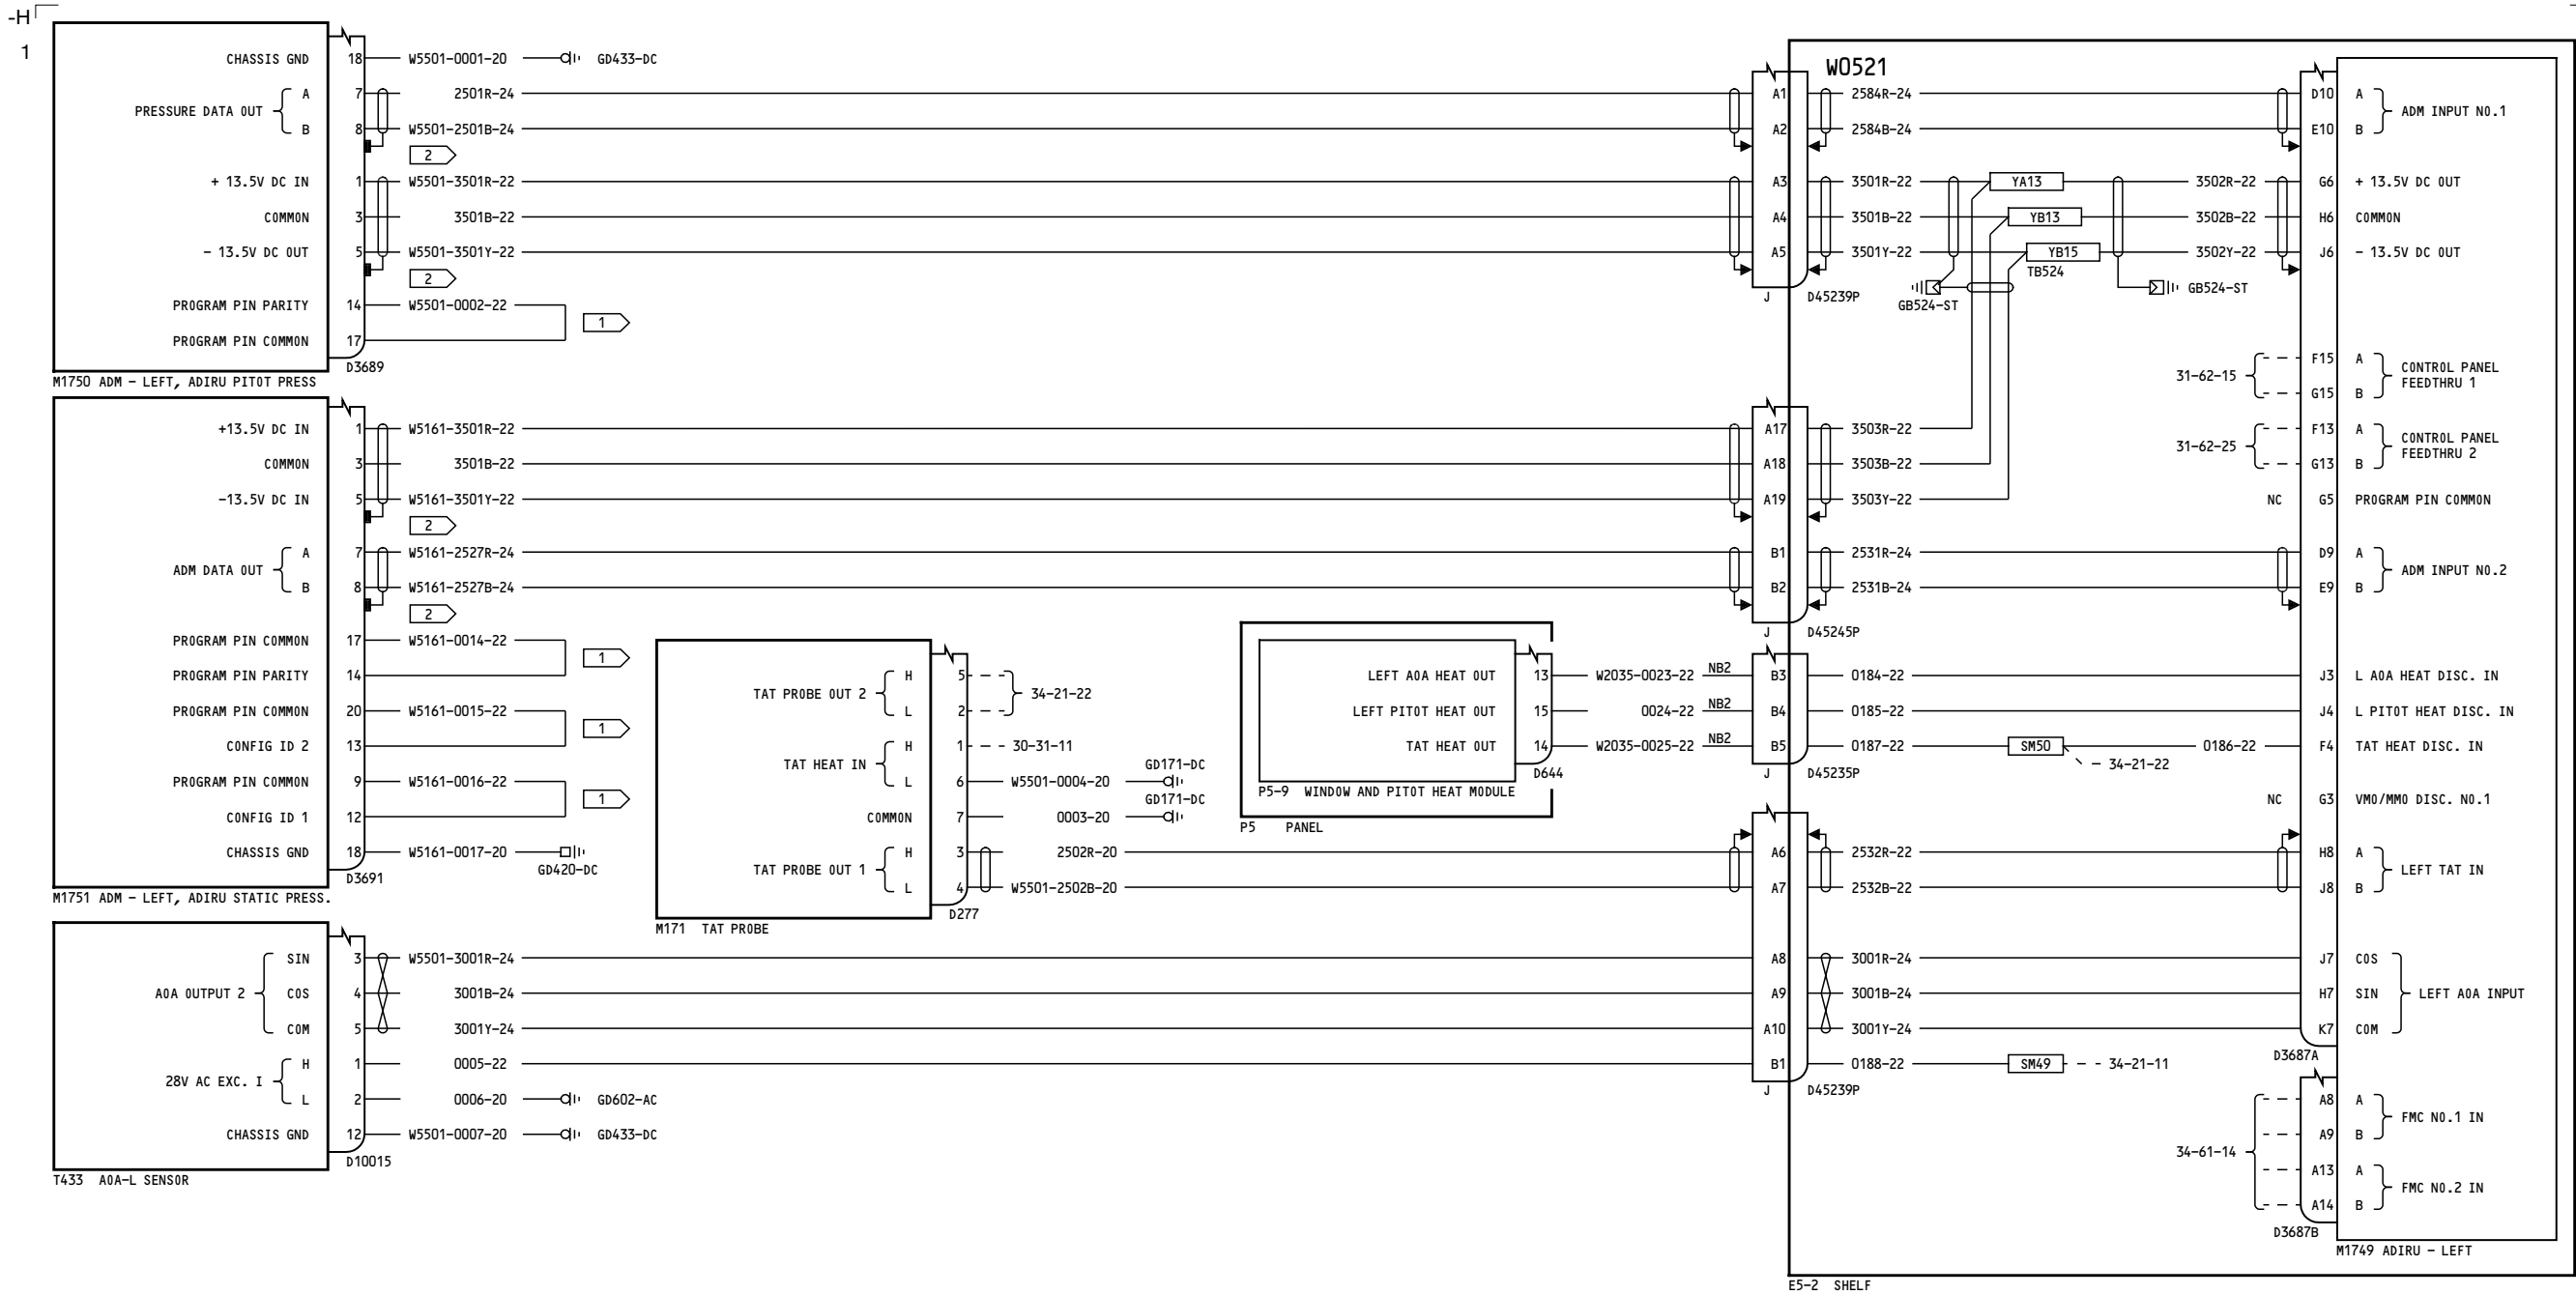 -H
1
CHASSIS GND 18 W5501-0001-20 GD433-DC
PRESSURE DATA OUT
A 7 2501R-24
B 8 W5501-2501B-24
2
+ 13.5V DC IN 1 W5501-3501R-22
COMMON 3 3501B-22
- 13.5V DC OUT 5 W5501-3501Y-22
2
PROGRAM PIN PARITY 14 W5501-0002-22
1
PROGRAM PIN COMMON 17
D3689
M1750 ADM - LEFT, ADIRU PITOT PRESS
+13.5V DC IN 1 W5161-3501R-22
COMMON 3 3501B-22
-13.5V DC IN 5 W5161-3501Y-22
2
ADM DATA OUT
A 7 W5161-2527R-24
B 8 W5161-2527B-24
2
PROGRAM PIN COMMON 17 W5161-0014-22
1
PROGRAM PIN PARITY 14
PROGRAM PIN COMMON 20 W5161-0015-22
1
CONFIG ID 2 13
PROGRAM PIN COMMON 9 W5161-0016-22
1
CONFIG ID 1 12
CHASSIS GND 18 W5161-0017-20
GD420-DC
D3691
M1751 ADM - LEFT, ADIRU STATIC PRESS.
AOA OUTPUT 2
SIN 3 W5501-3001R-24
COS 4 3001B-24
COM 5 3001Y-24
28V AC EXC. I
H 1 0005-22
L 2 0006-20 GD602-AC
CHASSIS GND 12 W5501-0007-20 GD433-DC
D10015
T433 AOA-L SENSOR
TAT PROBE OUT 2
H 5
L 2
34-21-22
TAT HEAT IN
H 1 30-31-11
L 6 W5501-0004-20 GD171-DC
COMMON 7 0003-20 GD171-DC
TAT PROBE OUT 1
H 3 2502R-20
L 4 W5501-2502B-20
D277
M171 TAT PROBE
LEFT AOA HEAT OUT 13 W2035-0023-22 NB2
LEFT PITOT HEAT OUT 15 0024-22 NB2
TAT HEAT OUT 14 W2035-0025-22 NB2
D644
P5-9 WINDOW AND PITOT HEAT MODULE
P5 PANEL
W0521
A1 2584R-24
A2 2584B-24
A3 3501R-22 YA13 3502R-22
A4 3501B-22 YB13 3502B-22
A5 3501Y-22 YB15 3502Y-22
TB524
J D45239P
GB524-ST
GB524-ST
A17 3503R-22
A18 3503B-22
A19 3503Y-22
B1 2531R-24
B2 2531B-24
J D45245P
B3 0184-22
B4 0185-22
B5 0187-22 SM50 0186-22
34-21-22
J D45235P
A6 2532R-22
A7 2532B-22
A8 3001R-24
A9 3001B-24
A10 3001Y-24
B1 0188-22 SM49 34-21-11
J D45239P
D10 A
E10 B
ADM INPUT NO.1
G6 + 13.5V DC OUT
H6 COMMON
J6 - 13.5V DC OUT
31-62-15
F15 A
G15 B
CONTROL PANEL
FEEDTHRU 1
31-62-25
F13 A
G13 B
CONTROL PANEL
FEEDTHRU 2
NC G5 PROGRAM PIN COMMON
D9 A
E9 B
ADM INPUT NO.2
J3 L AOA HEAT DISC. IN
J4 L PITOT HEAT DISC. IN
F4 TAT HEAT DISC. IN
NC G3 VMO/MMO DISC. NO.1
H8 A
J8 B
LEFT TAT IN
J7 COS
H7 SIN
K7 COM
LEFT AOA INPUT
D3687A
34-61-14
A8 A
A9 B
FMC NO.1 IN
A13 A
A14 B
FMC NO.2 IN
D3687B
M1749 ADIRU - LEFT
E5-2 SHELF